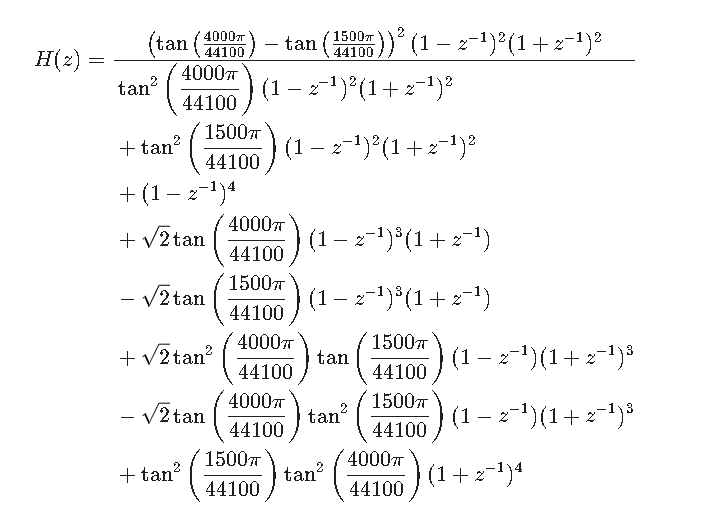 H(z) = (tan(4000π/44100) − tan(1500π/44100))² (1 − z⁻¹)²(1 + z⁻¹)²
tan²(4000π/44100) (1 − z⁻¹)²(1 + z⁻¹)²
+ tan²(1500π/44100) (1 − z⁻¹)²(1 + z⁻¹)²
+ (1 − z⁻¹)⁴
+ √2 tan(4000π/44100) (1 − z⁻¹)³(1 + z⁻¹)
− √2 tan(1500π/44100) (1 − z⁻¹)³(1 + z⁻¹)
+ √2 tan²(4000π/44100) tan(1500π/44100) (1 − z⁻¹)(1 + z⁻¹)³
− √2 tan(4000π/44100) tan²(1500π/44100) (1 − z⁻¹)(1 + z⁻¹)³
+ tan²(1500π/44100) tan²(4000π/44100) (1 + z⁻¹)⁴